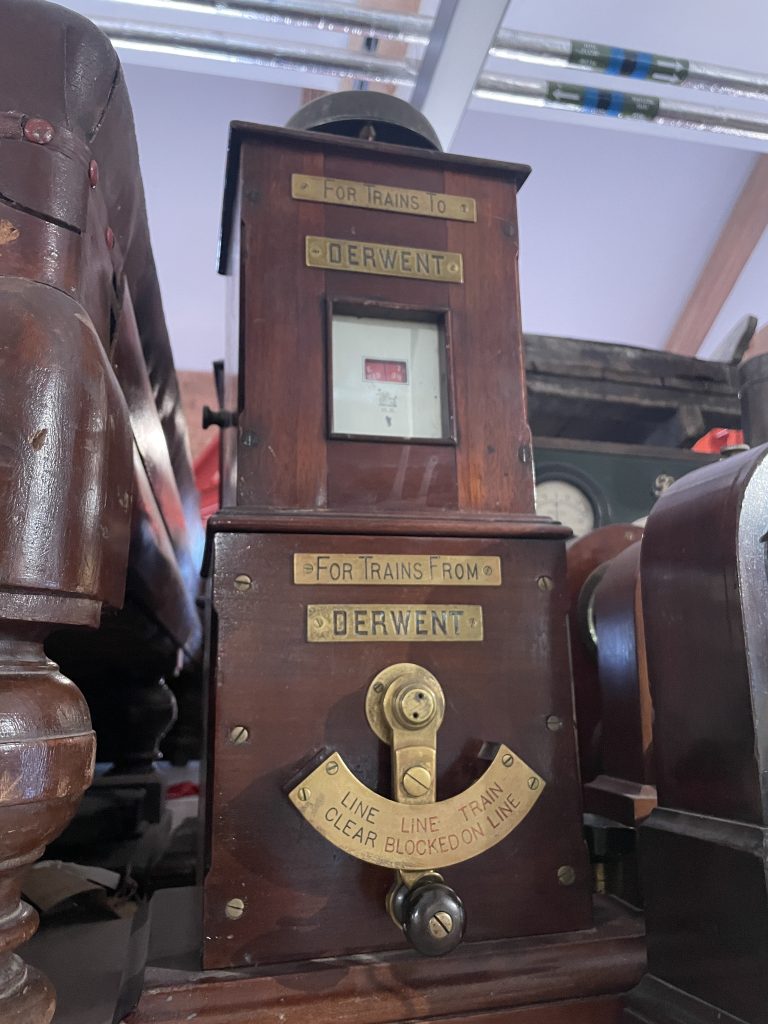 FOR TRAINS TO
DERWENT
FOR TRAINS FROM
DERWENT
LINE CLEAR
LINE BLOCKED
TRAIN ON LINE